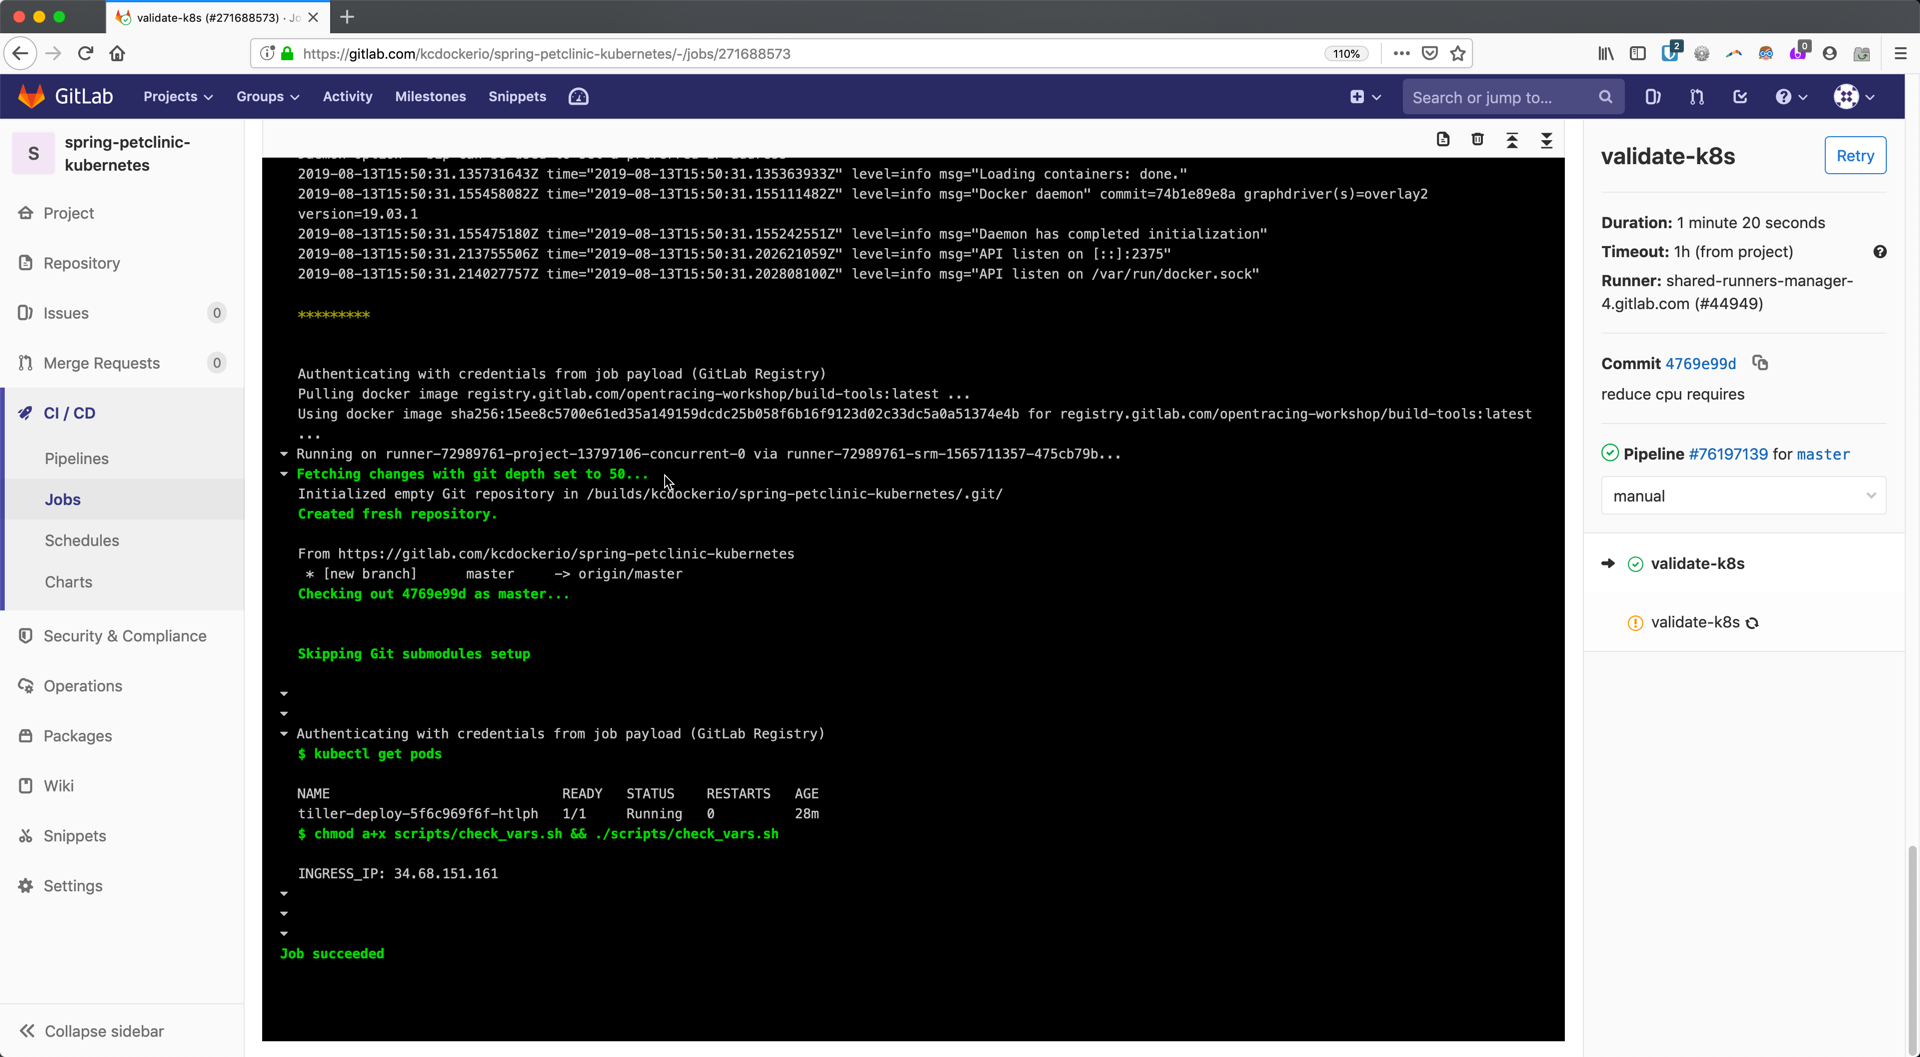 validate-k8s (#271688573) · Jo
https://gitlab.com/kcdockerio/spring-petclinic-kubernetes/-/jobs/271688573
110%
2
0
GitLab
Projects
Groups
Activity
Milestones
Snippets
Search or jump to...
S
spring-petclinic-
kubernetes
Project
Repository
Issues
0
Merge Requests
0
CI / CD
Pipelines
Jobs
Schedules
Charts
Security & Compliance
Operations
Packages
Wiki
Snippets
Settings
Collapse sidebar
2019-08-13T15:50:31.135731643Z time="2019-08-13T15:50:31.135363933Z" level=info msg="Loading containers: done."
2019-08-13T15:50:31.155458082Z time="2019-08-13T15:50:31.155111482Z" level=info msg="Docker daemon" commit=74b1e89e8a graphdriver(s)=overlay2
version=19.03.1
2019-08-13T15:50:31.155475180Z time="2019-08-13T15:50:31.155242551Z" level=info msg="Daemon has completed initialization"
2019-08-13T15:50:31.213755506Z time="2019-08-13T15:50:31.202621059Z" level=info msg="API listen on [::]:2375"
2019-08-13T15:50:31.214027757Z time="2019-08-13T15:50:31.202808100Z" level=info msg="API listen on /var/run/docker.sock"
*********
Authenticating with credentials from job payload (GitLab Registry)
Pulling docker image registry.gitlab.com/opentracing-workshop/build-tools:latest ...
Using docker image sha256:15ee8c5700e61ed35a149159dcdc25b058f6b16f9123d02c33dc5a0a51374e4b for registry.gitlab.com/opentracing-workshop/build-tools:latest
...
Running on runner-72989761-project-13797106-concurrent-0 via runner-72989761-srm-1565711357-475cb79b...
Fetching changes with git depth set to 50...
Initialized empty Git repository in /builds/kcdockerio/spring-petclinic-kubernetes/.git/
Created fresh repository.
From https://gitlab.com/kcdockerio/spring-petclinic-kubernetes
* [new branch] master -> origin/master
Checking out 4769e99d as master...
Skipping Git submodules setup
Authenticating with credentials from job payload (GitLab Registry)
$ kubectl get pods
NAME READY STATUS RESTARTS AGE
tiller-deploy-5f6c969f6f-htlph 1/1 Running 0 28m
$ chmod a+x scripts/check_vars.sh && ./scripts/check_vars.sh
INGRESS_IP: 34.68.151.161
Job succeeded
validate-k8s
Retry
Duration: 1 minute 20 seconds
Timeout: 1h (from project)
Runner: shared-runners-manager-
4.gitlab.com (#44949)
Commit 4769e99d
reduce cpu requires
Pipeline #76197139 for master
manual
validate-k8s
validate-k8s